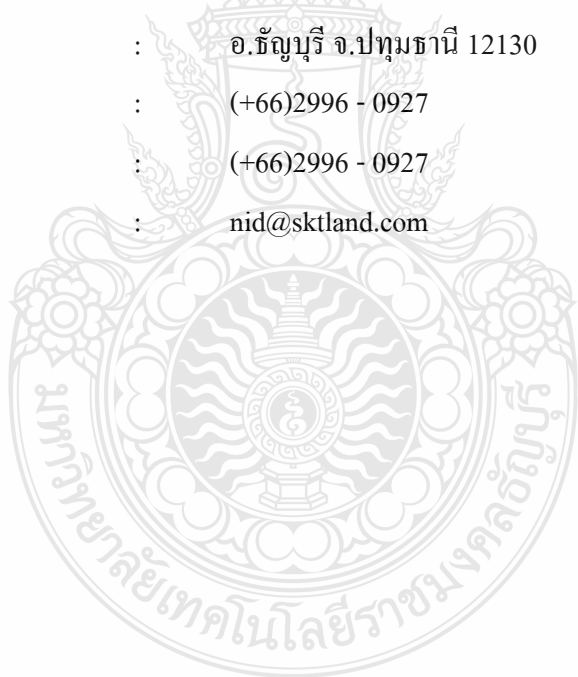 : อ.ธัญบุรี จ.ปทุมธานี 12130
: (+66)2996 - 0927
: (+66)2996 - 0927
: nid@sktland.com
มหาวิทยาลัยเทคโนโลยีราชมงคลธัญบุรี